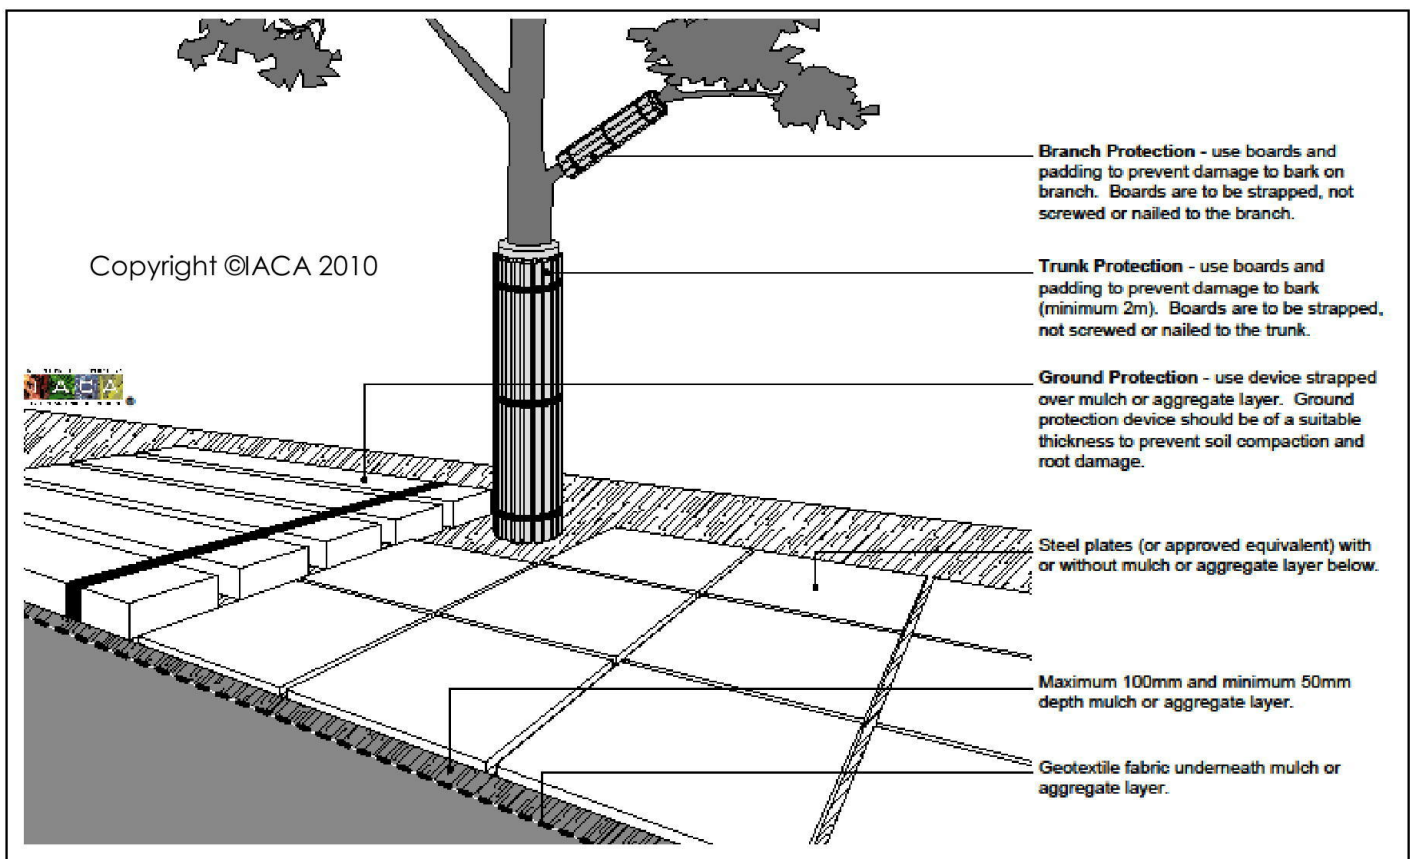 Branch Protection - use boards and
padding to prevent damage to bark on
branch. Boards are to be strapped, not
screwed or nailed to the branch.
Copyright ©IACA 2010
Trunk Protection - use boards and
padding to prevent damage to bark
(minimum 2m). Boards are to be strapped,
not screwed or nailed to the trunk.
IACA
®
Ground Protection - use device strapped
over mulch or aggregate layer. Ground
protection device should be of a suitable
thickness to prevent soil compaction and
root damage.
Steel plates (or approved equivalent) with
or without mulch or aggregate layer below.
Maximum 100mm and minimum 50mm
depth mulch or aggregate layer.
Geotextile fabric underneath mulch or
aggregate layer.